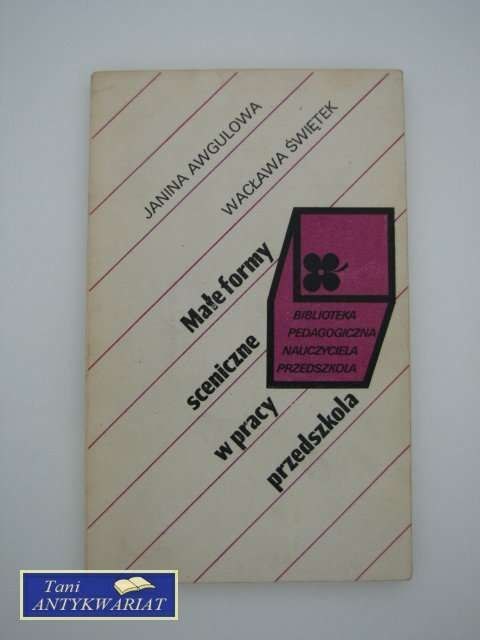 JANINA AWGULOWA
WACŁAWA ŚWIĘTEK
Małe formy
sceniczne
w pracy
przedszkola
BIBLIOTEKA
PEDAGOGICZNA
NAUCZYCIELA
PRZEDSZKOLA
Tani
ANTYKWARIAT